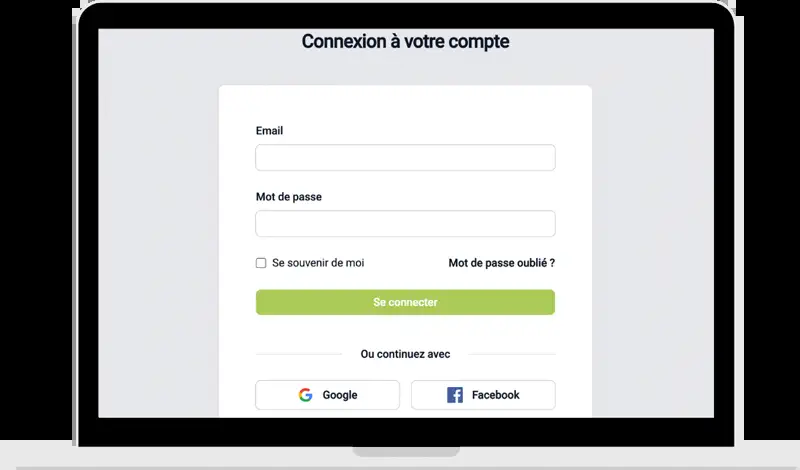 Connexion à votre compte
Email
Mot de passe
Se souvenir de moi
Mot de passe oublié ?
Se connecter
Ou continuez avec
Google
Facebook